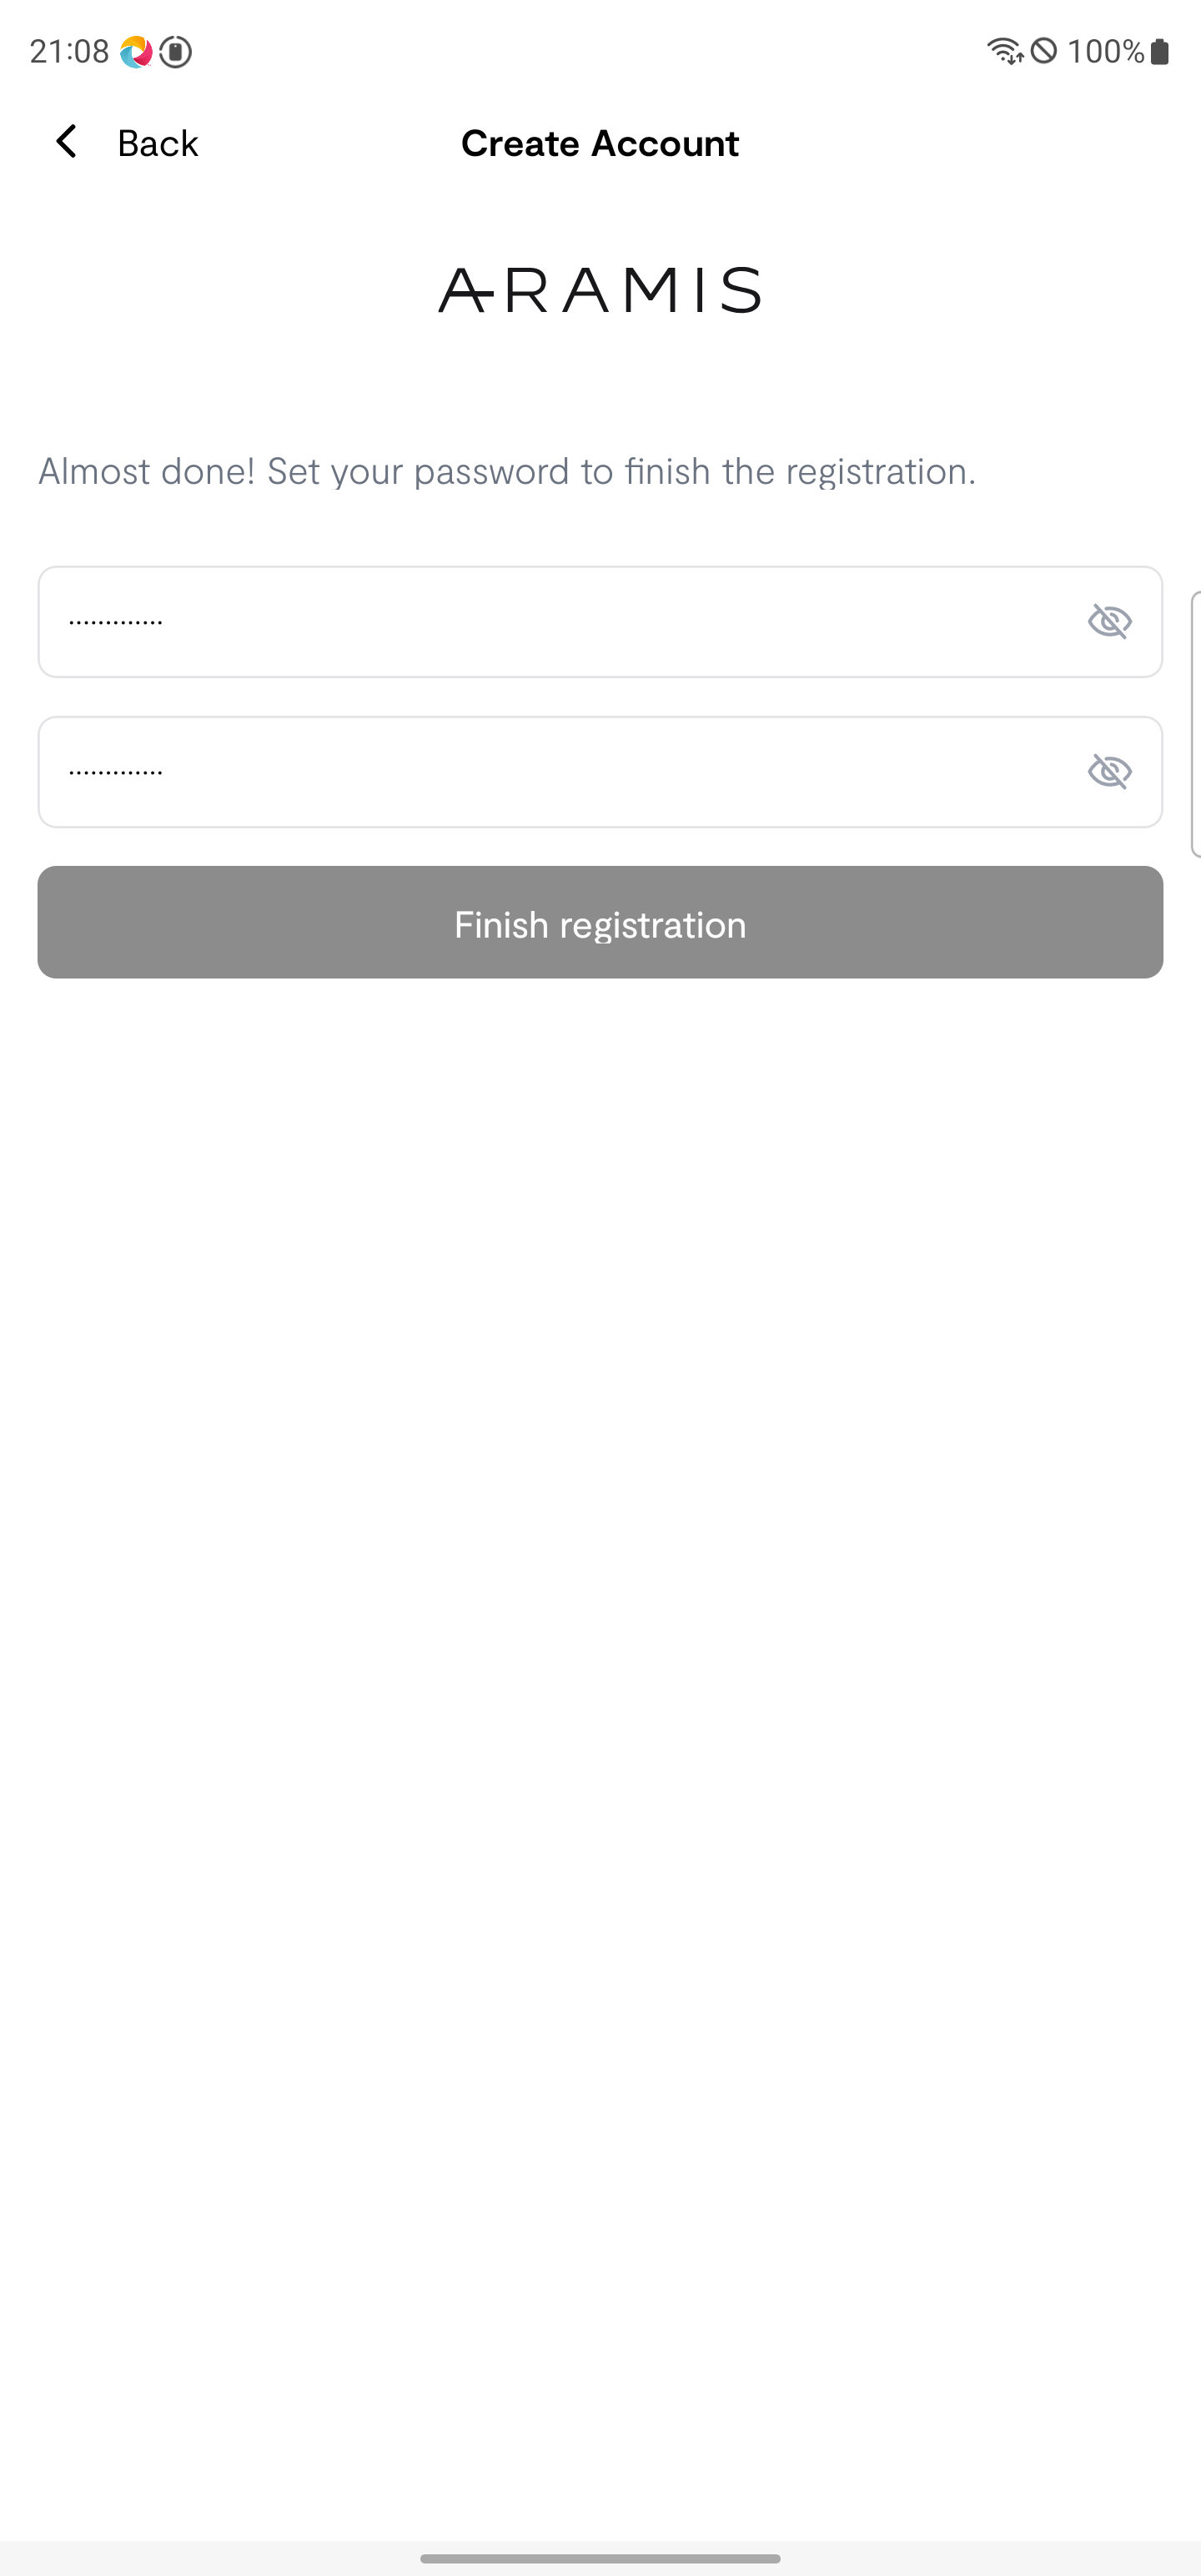 21:08
100%
Back
Create Account
ARAMIS
Almost done! Set your password to finish the registration.
•••••••••••••
•••••••••••••
Finish registration